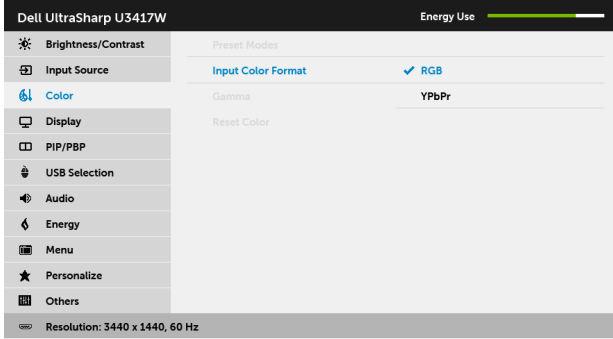 Dell UltraSharp U3417W
Energy Use
Brightness/Contrast
Preset Modes
Input Source
Input Color Format
RGB
Color
Gamma
YPbPr
Display
Reset Color
PIP/PBP
USB Selection
Audio
Energy
Menu
Personalize
Others
Resolution: 3440 x 1440, 60 Hz